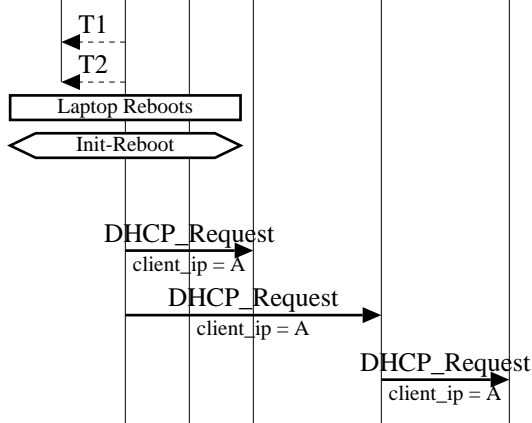 T1
T2
Laptop Reboots
Init-Reboot
DHCP_Request
client_ip = A
DHCP_Request
client_ip = A
DHCP_Request
client_ip = A